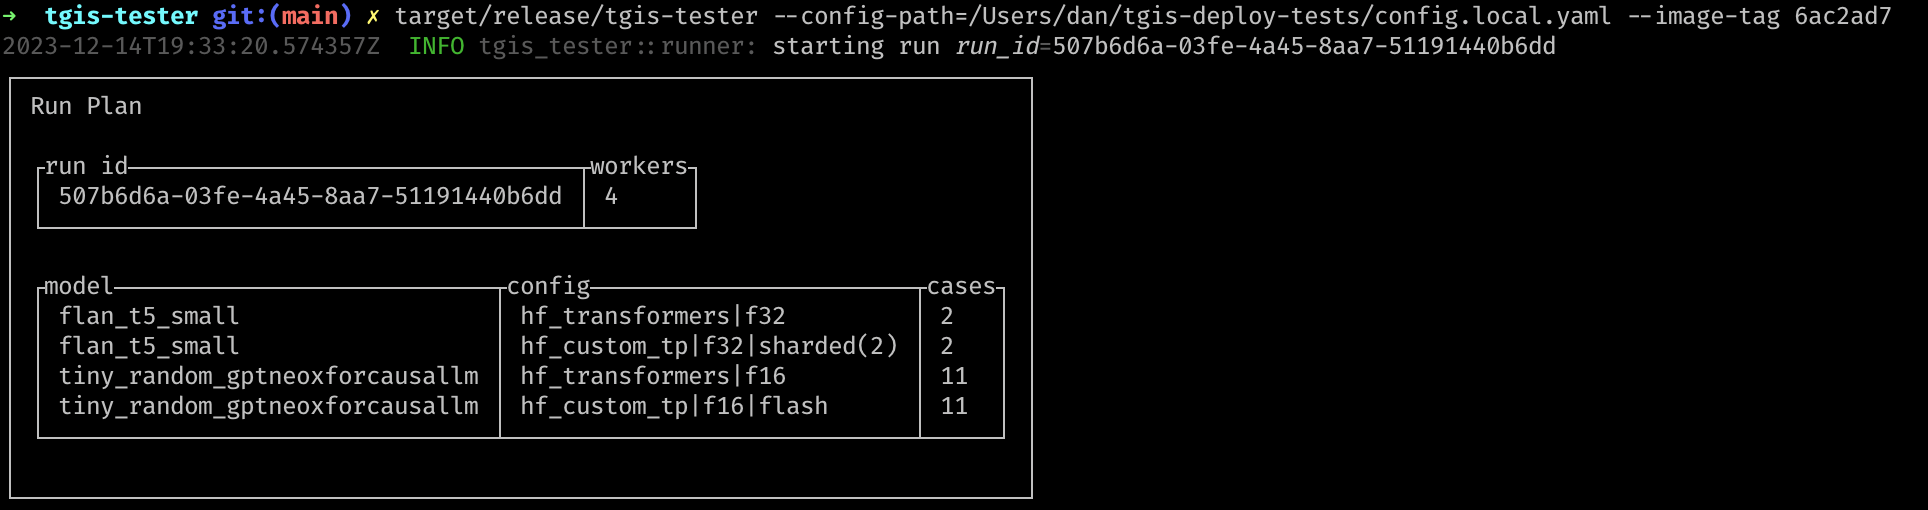 → tgis-tester git:(main) ✗ target/release/tgis-tester --config-path=/Users/dan/tgis-deploy-tests/config.local.yaml --image-tag 6ac2ad7
2023-12-14T19:33:20.574357Z INFO tgis_tester::runner: starting run run_id=507b6d6a-03fe-4a45-8aa7-51191440b6dd
Run Plan
run id workers
507b6d6a-03fe-4a45-8aa7-51191440b6dd 4
model config cases
flan_t5_small hf_transformers|f32 2
flan_t5_small hf_custom_tp|f32|sharded(2) 2
tiny_random_gptneoxforcausallm hf_transformers|f16 11
tiny_random_gptneoxforcausallm hf_custom_tp|f16|flash 11